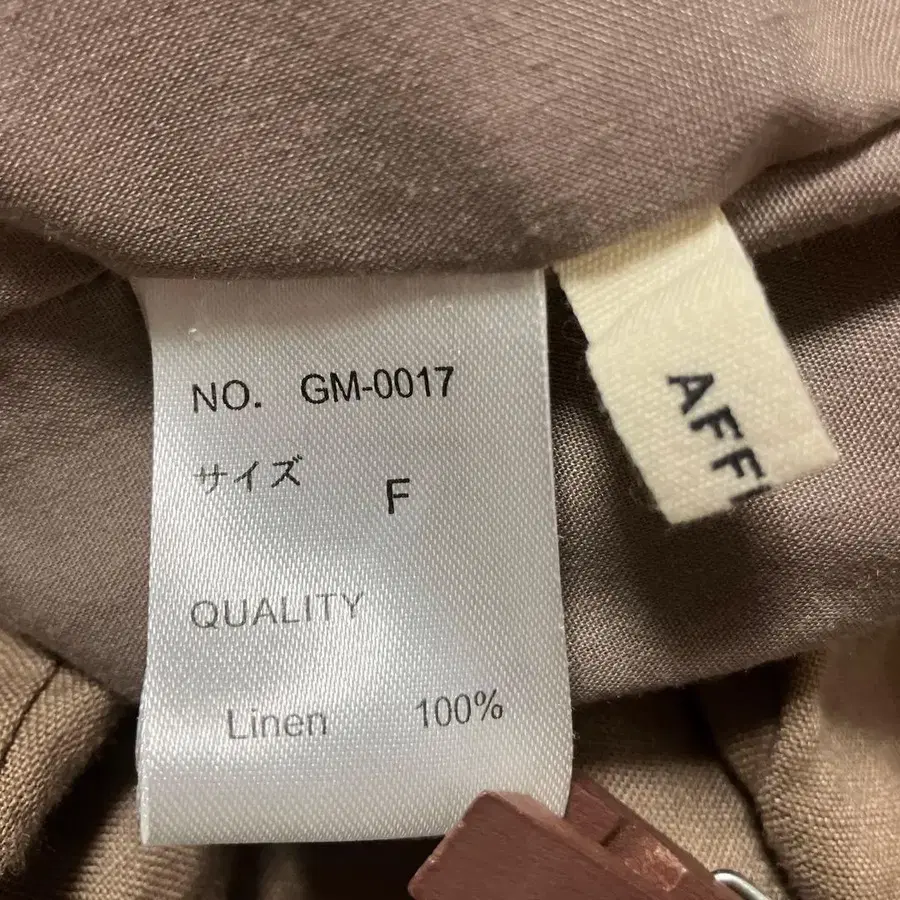 NO. GM-0017
サイズ F
QUALITY
Linen 100%
AFF